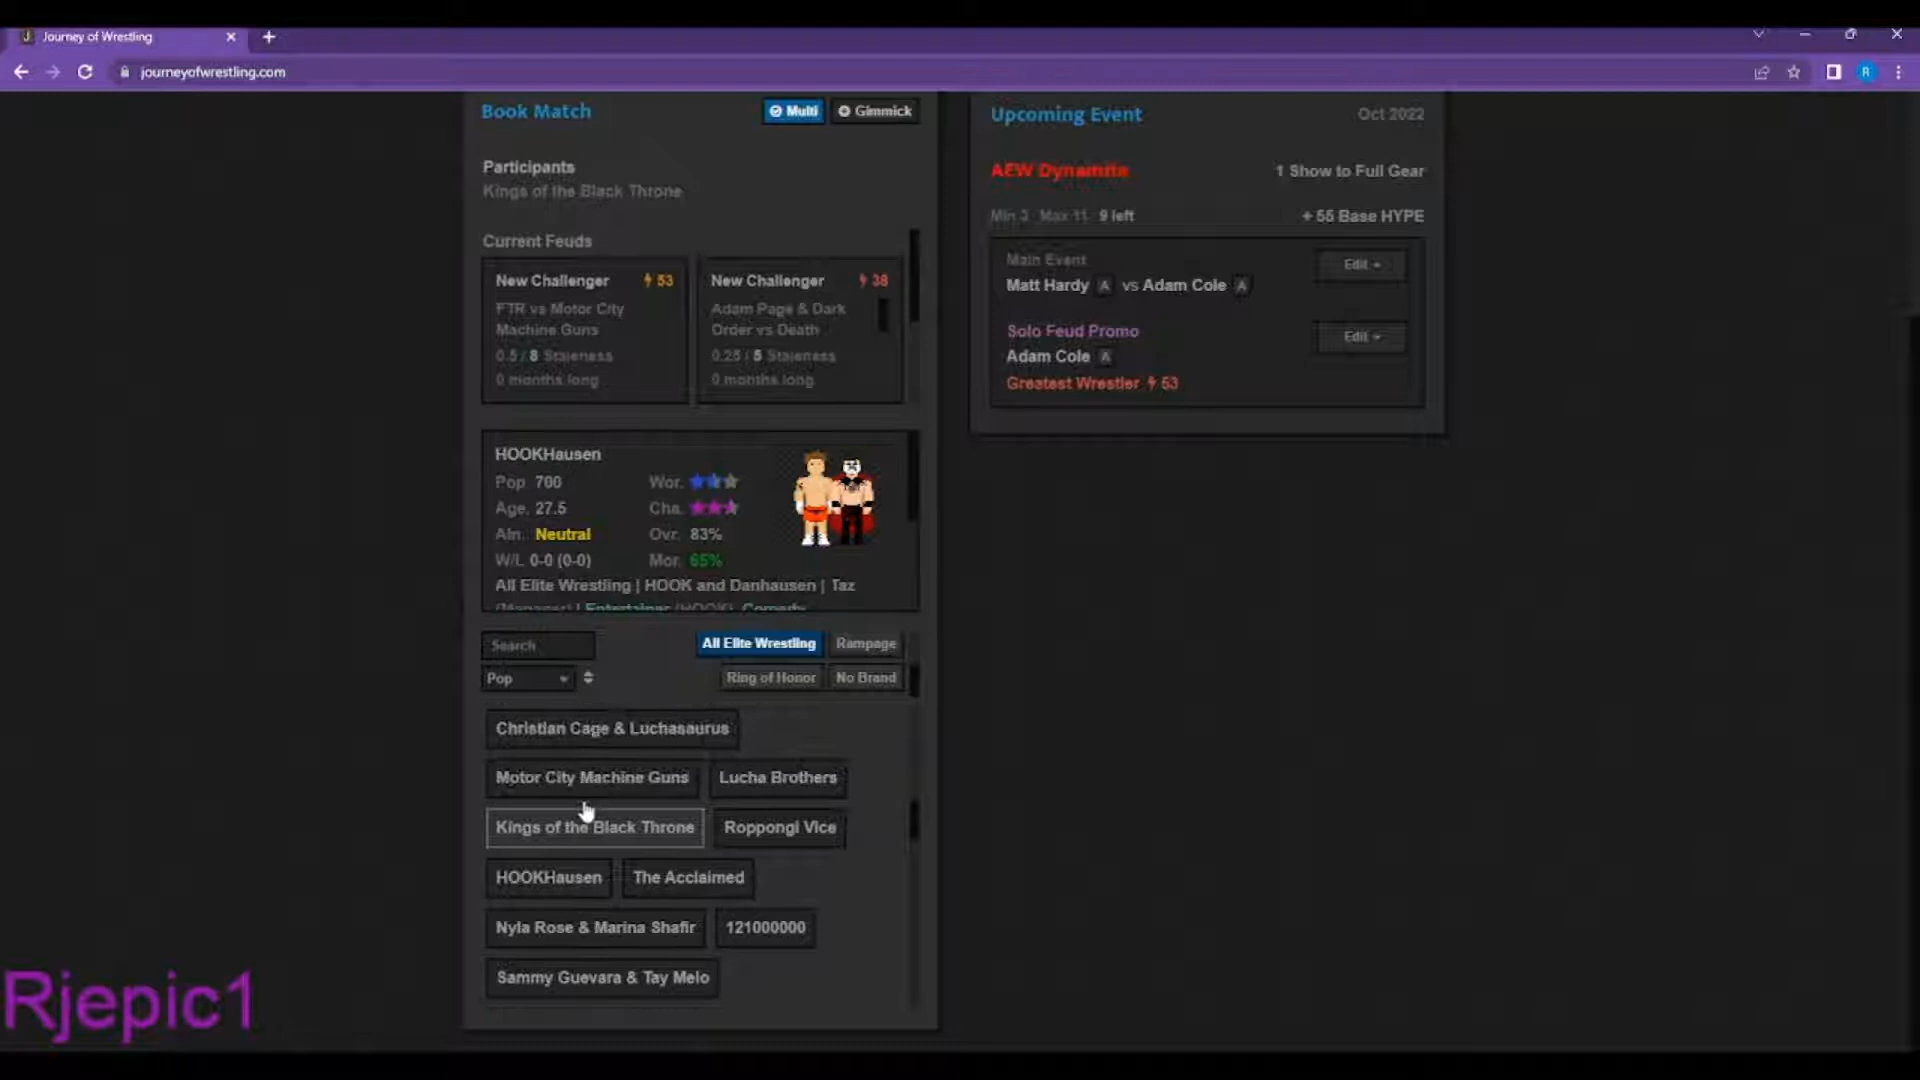 Journey of Wrestling
journeyofwrestling.com
R
Book Match
Multi
Gimmick
Participants
Kings of the Black Throne
Current Feuds
New Challenger 53
FTR vs Motor City
Machine Guns
0.5 / 8 Staleness
0 months long
New Challenger 38
Adam Page & Dark
Order vs Death
0.25 / 5 Staleness
0 months long
HOOKHausen
Pop. 700
Wor.
Age. 27.5
Cha.
Aln. Neutral
Ovr. 83%
W/L 0-0 (0-0)
Mor. 65%
All Elite Wrestling | HOOK and Danhausen | Taz
(Manager) | Entertainer (HOOK), Comedy
Search
All Elite Wrestling
Rampage
Pop
Ring of Honor
No Brand
Christian Cage & Luchasaurus
Motor City Machine Guns
Lucha Brothers
Kings of the Black Throne
Roppongi Vice
HOOKHausen
The Acclaimed
Nyla Rose & Marina Shafir
121000000
Sammy Guevara & Tay Melo
Upcoming Event
Oct 2022
AEW Dynamite
1 Show to Full Gear
Min 3 Max 11 9 left
+ 55 Base HYPE
Main Event
Edit
Matt Hardy A vs Adam Cole A
Solo Feud Promo
Edit
Adam Cole A
Greatest Wrestler 53
Rjepic1